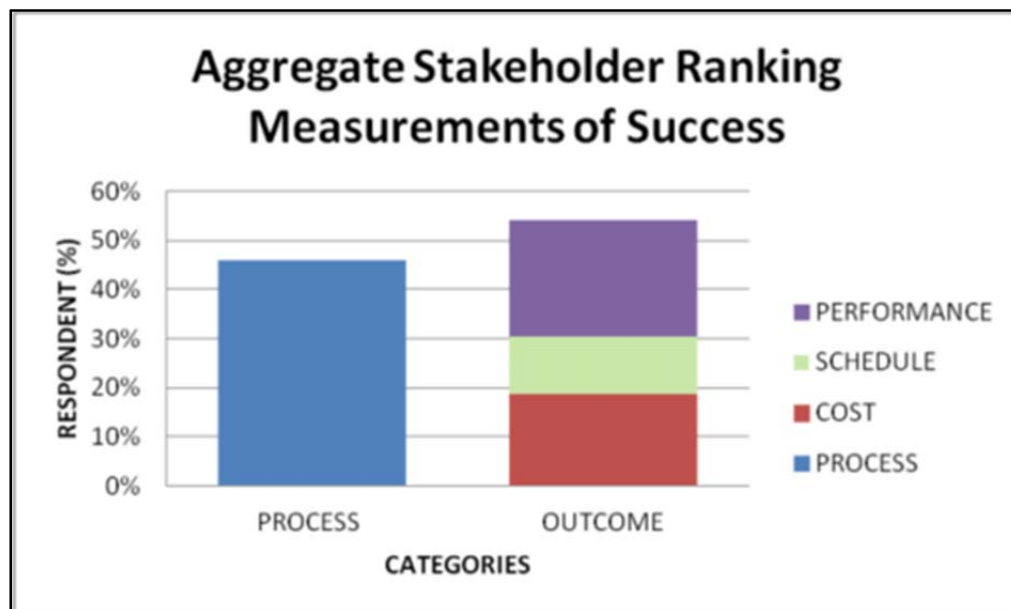 Aggregate Stakeholder Ranking
Measurements of Success
60%
50%
40%
30%
20%
10%
0%
RESPONDENT (%)
PROCESS
OUTCOME
CATEGORIES
PERFORMANCE
SCHEDULE
COST
PROCESS